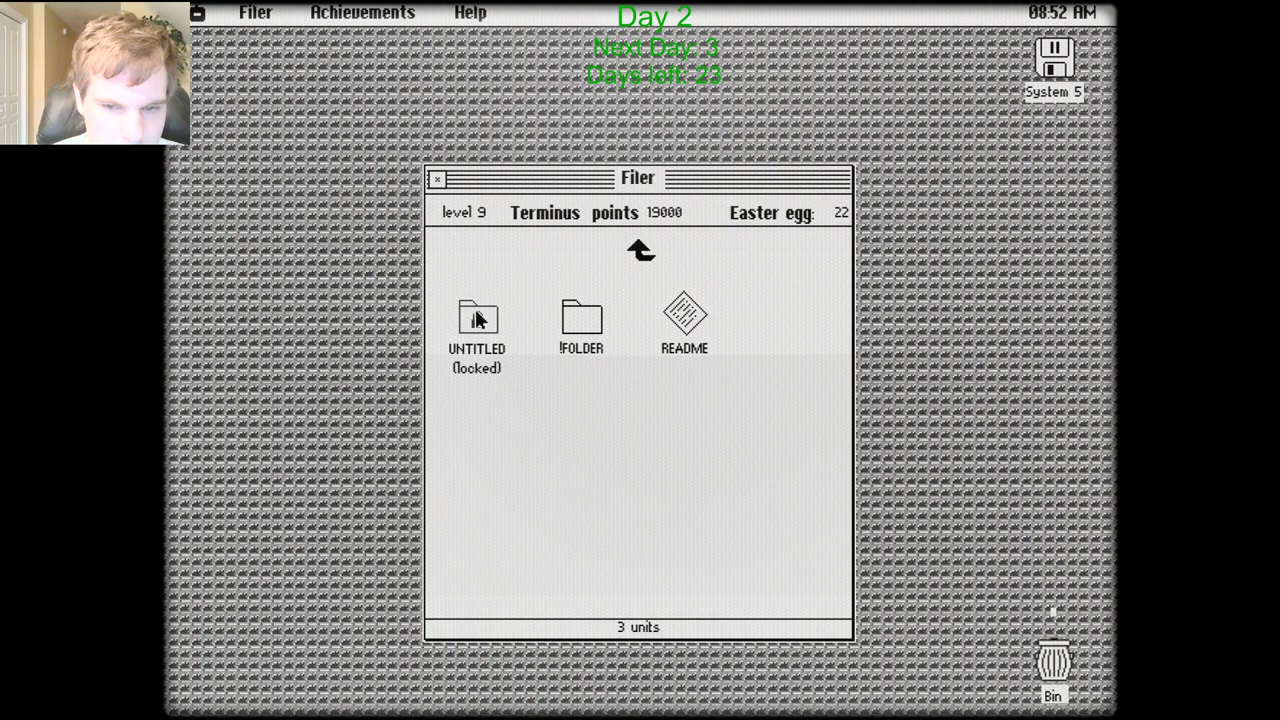 Filer Achievements Help 08:52 AM
Day 2
Next Day: 3
Days left: 23
System 5
Filer
level 9 Terminus points 19000 Easter egg: 22
UNTITLED
(locked)
!FOLDER
README
3 units
Bin